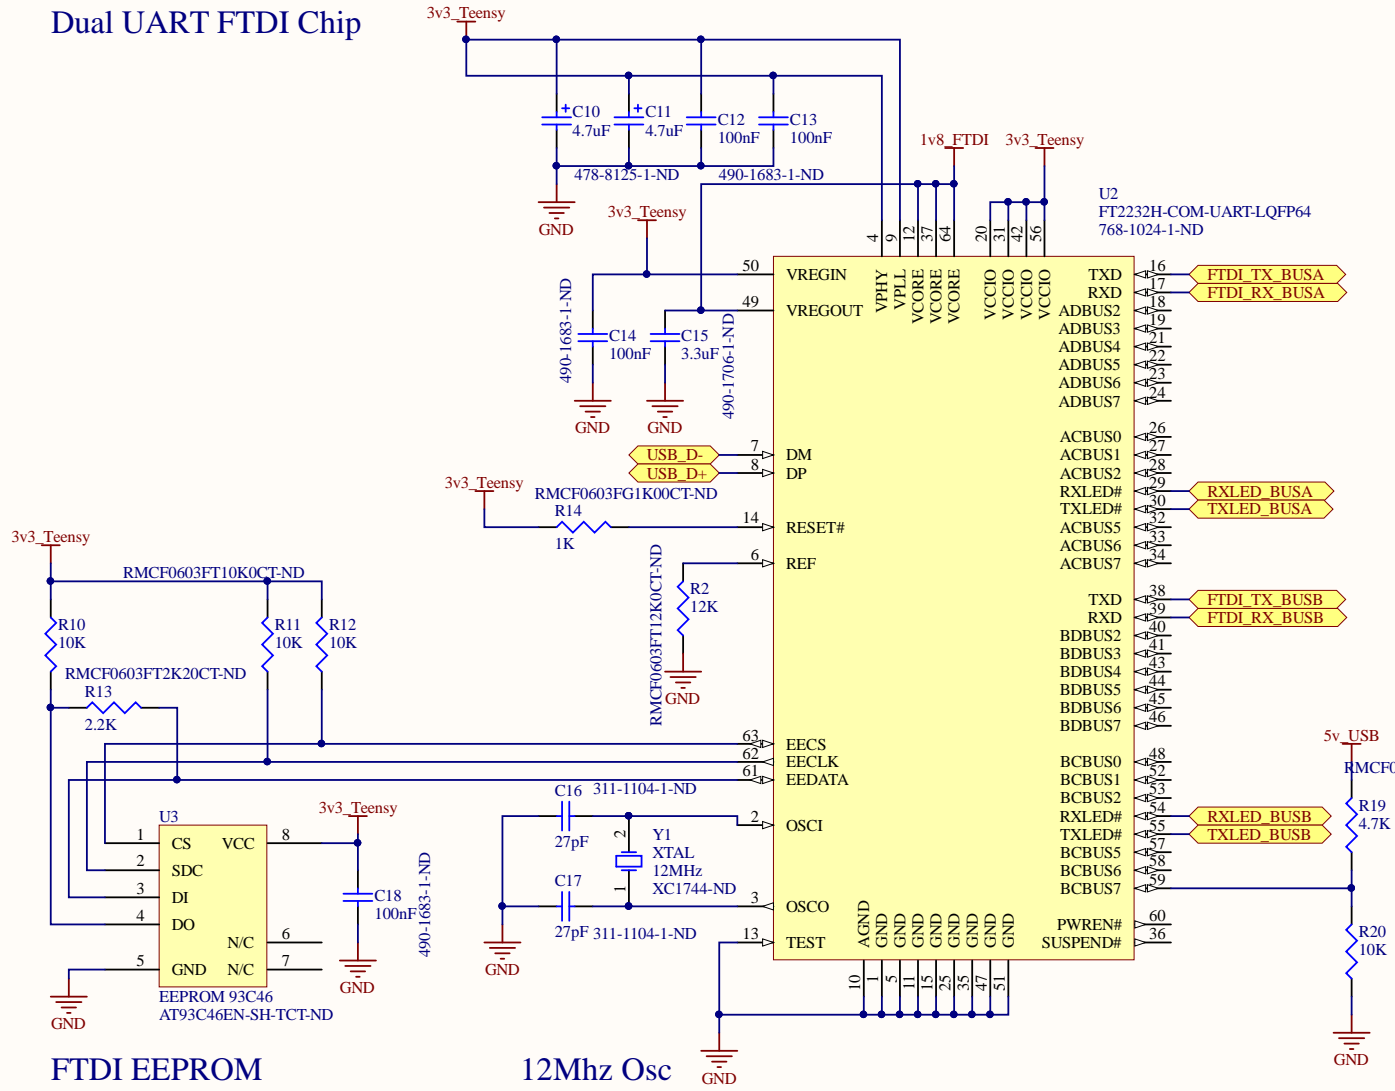 Dual UART FTDI Chip
3v3_Teensy
C10
4.7uF
C11
4.7uF
C12
100nF
C13
100nF
478-8125-1-ND
490-1683-1-ND
GND
1v8_FTDI
3v3_Teensy
U2
FT2232H-COM-UART-LQFP64
768-1024-1-ND
3v3_Teensy
490-1683-1-ND
C14
100nF
C15
3.3uF
490-1706-1-ND
GND
GND
4 VPHY
9 VPLL
12 VCORE
37 VCORE
64 VCORE
20 VCCIO
31 VCCIO
42 VCCIO
56 VCCIO
50 VREGIN
49 VREGOUT
USB_D- 7 DM
USB_D+ 8 DP
3v3_Teensy
RMCF0603FG1K00CT-ND
R14
1K
14 RESET#
6 REF
RMCF0603FT12K0CT-ND
R2
12K
GND
63 EECS
62 EECLK
61 EEDATA
2 OSCI
3 OSCO
13 TEST
TXD 16 FTDI_TX_BUSA
RXD 17 FTDI_RX_BUSA
ADBUS2 18
ADBUS3 19
ADBUS4 21
ADBUS5 22
ADBUS6 23
ADBUS7 24
ACBUS0 26
ACBUS1 27
ACBUS2 28
RXLED# 29 RXLED_BUSA
TXLED# 30 TXLED_BUSA
ACBUS5 32
ACBUS6 33
ACBUS7 34
TXD 38 FTDI_TX_BUSB
RXD 39 FTDI_RX_BUSB
BDBUS2 40
BDBUS3 41
BDBUS4 43
BDBUS5 44
BDBUS6 45
BDBUS7 46
BCBUS0 48
BCBUS1 52
BCBUS2 53
RXLED# 54 RXLED_BUSB
TXLED# 55 TXLED_BUSB
BCBUS5 57
BCBUS6 58
BCBUS7 59
PWREN# 60
SUSPEND# 36
AGND 10
GND 1
GND 5
GND 11
GND 15
GND 25
GND 35
GND 47
GND 51
GND
5v_USB
RMCF0
R19
4.7K
R20
10K
GND
3v3_Teensy
RMCF0603FT10K0CT-ND
R10
10K
R11
10K
R12
10K
RMCF0603FT2K20CT-ND
R13
2.2K
U3
1 CS
2 SDC
3 DI
4 DO
5 GND
VCC 8
N/C 6
N/C 7
EEPROM 93C46
AT93C46EN-SH-TCT-ND
GND
3v3_Teensy
C18
100nF
490-1683-1-ND
GND
C16
27pF
311-1104-1-ND
2
1
Y1
XTAL
12MHz
XC1744-ND
C17
27pF
311-1104-1-ND
GND
FTDI EEPROM
12Mhz Osc